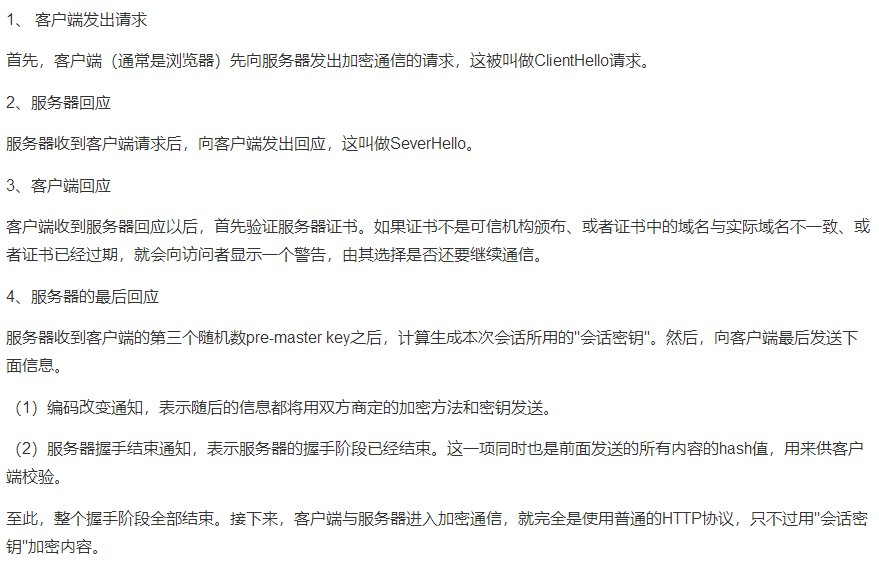 1、 客户端发出请求
首先，客户端（通常是浏览器）先向服务器发出加密通信的请求，这被叫做ClientHello请求。
2、服务器回应
服务器收到客户端请求后，向客户端发出回应，这叫做SeverHello。
3、客户端回应
客户端收到服务器回应以后，首先验证服务器证书。如果证书不是可信机构颁布、或者证书中的域名与实际域名不一致、或
者证书已经过期，就会向访问者显示一个警告，由其选择是否还要继续通信。
4、服务器的最后回应
服务器收到客户端的第三个随机数pre-master key之后，计算生成本次会话所用的"会话密钥"。然后，向客户端最后发送下
面信息。
（1）编码改变通知，表示随后的信息都将用双方商定的加密方法和密钥发送。
（2）服务器握手结束通知，表示服务器的握手阶段已经结束。这一项同时也是前面发送的所有内容的hash值，用来供客户
端校验。
至此，整个握手阶段全部结束。接下来，客户端与服务器进入加密通信，就完全是使用普通的HTTP协议，只不过用"会话密
钥"加密内容。